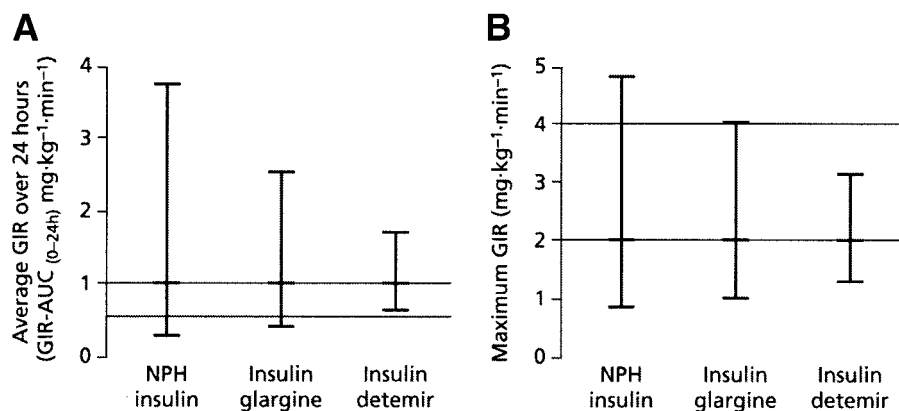 A
Average GIR over 24 hours
(GIR-AUC (0–24h) mg·kg⁻¹·min⁻¹)
4
3
2
1
0
NPH
insulin
Insulin
glargine
Insulin
detemir
B
Maximum GIR (mg·kg⁻¹·min⁻¹)
5
4
3
2
1
0
NPH
insulin
Insulin
glargine
Insulin
detemir